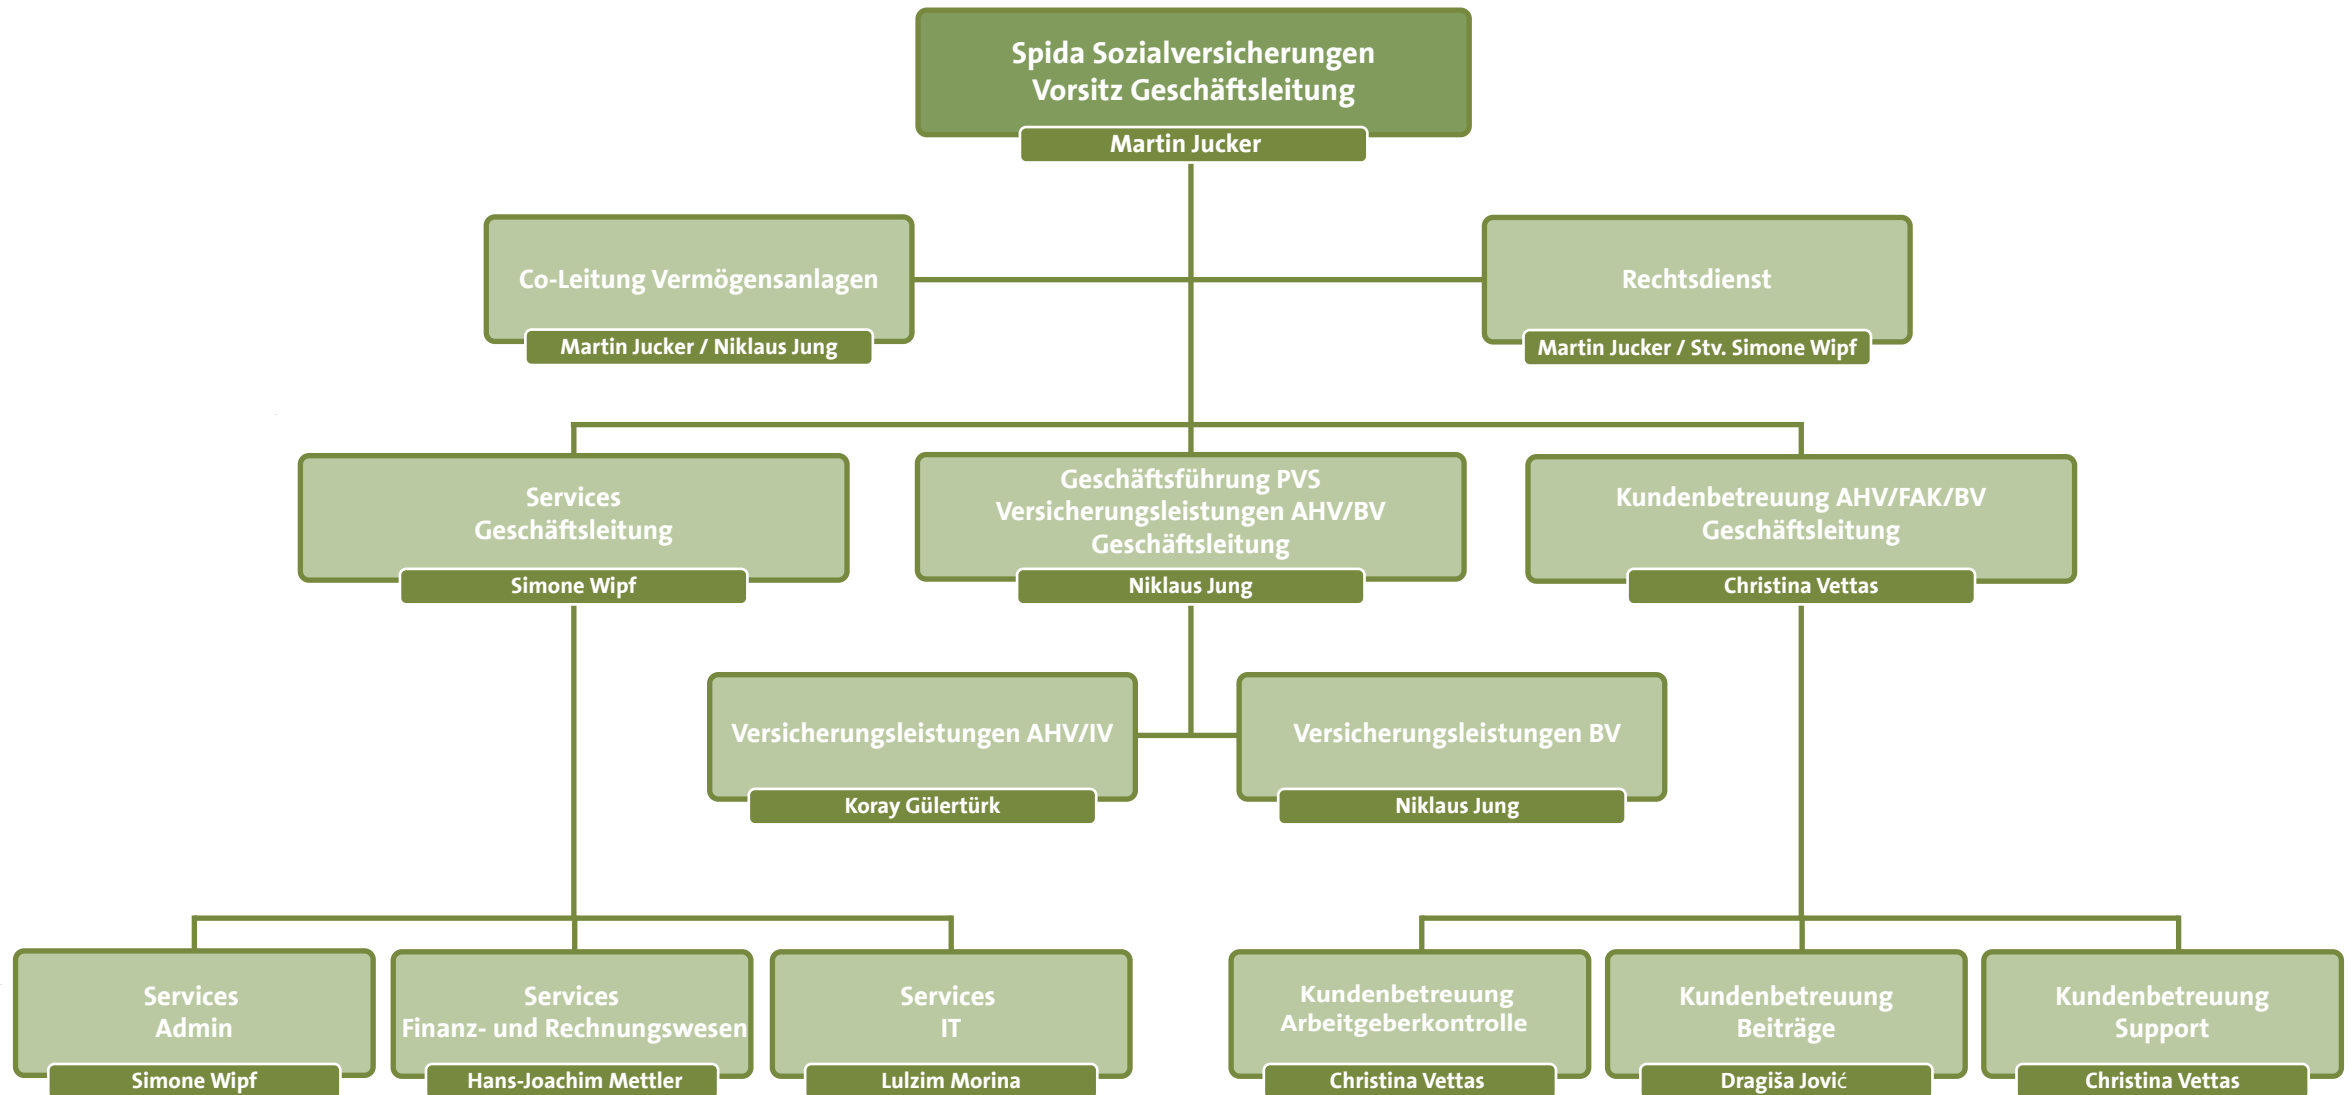 Spida Sozialversicherungen
Vorsitz Geschäftsleitung
Martin Jucker
Co-Leitung Vermögensanlagen
Martin Jucker / Niklaus Jung
Rechtsdienst
Martin Jucker / Stv. Simone Wipf
Services
Geschäftsleitung
Simone Wipf
Geschäftsführung PVS
Versicherungsleistungen AHV/BV
Geschäftsleitung
Niklaus Jung
Kundenbetreuung AHV/FAK/BV
Geschäftsleitung
Christina Vettas
Versicherungsleistungen AHV/IV
Koray Gülertürk
Versicherungsleistungen BV
Niklaus Jung
Services
Admin
Simone Wipf
Services
Finanz- und Rechnungswesen
Hans-Joachim Mettler
Services
IT
Lulzim Morina
Kundenbetreuung
Arbeitgeberkontrolle
Christina Vettas
Kundenbetreuung
Beiträge
Dragiša Jović
Kundenbetreuung
Support
Christina Vettas